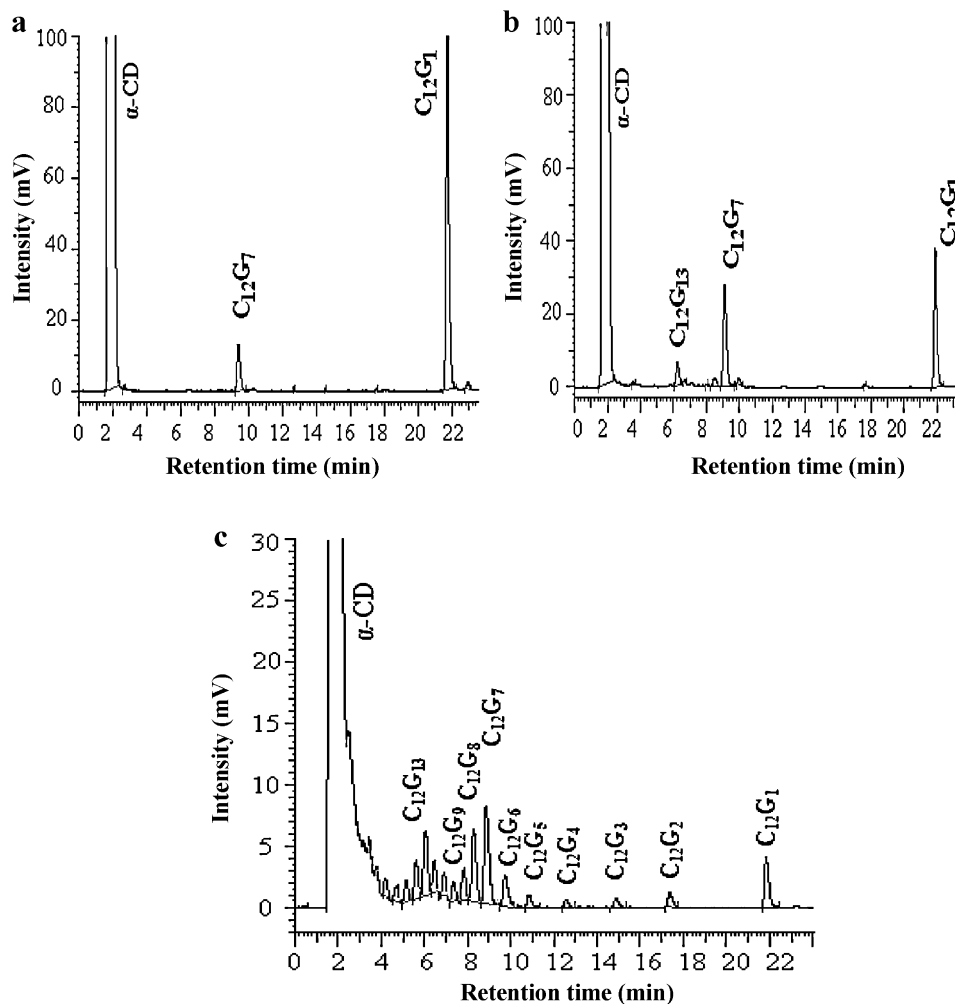 a
100
80
60
40
20
0
Intensity (mV)
α-CD
C₁₂G₇
C₁₂G₁
0 2 4 6 8 10 12 14 16 18 20 22
Retention time (min)
b
100
80
60
40
20
0
Intensity (mV)
α-CD
C₁₂G₁₃
C₁₂G₇
C₁₂G₁
0 2 4 6 8 10 12 14 16 18 20 22
Retention time (min)
c
30
25
20
15
10
5
0
Intensity (mV)
α-CD
C₁₂G₁₃
C₁₂G₉
C₁₂G₈
C₁₂G₇
C₁₂G₆
C₁₂G₅
C₁₂G₄
C₁₂G₃
C₁₂G₂
C₁₂G₁
0 2 4 6 8 10 12 14 16 18 20 22
Retention time (min)